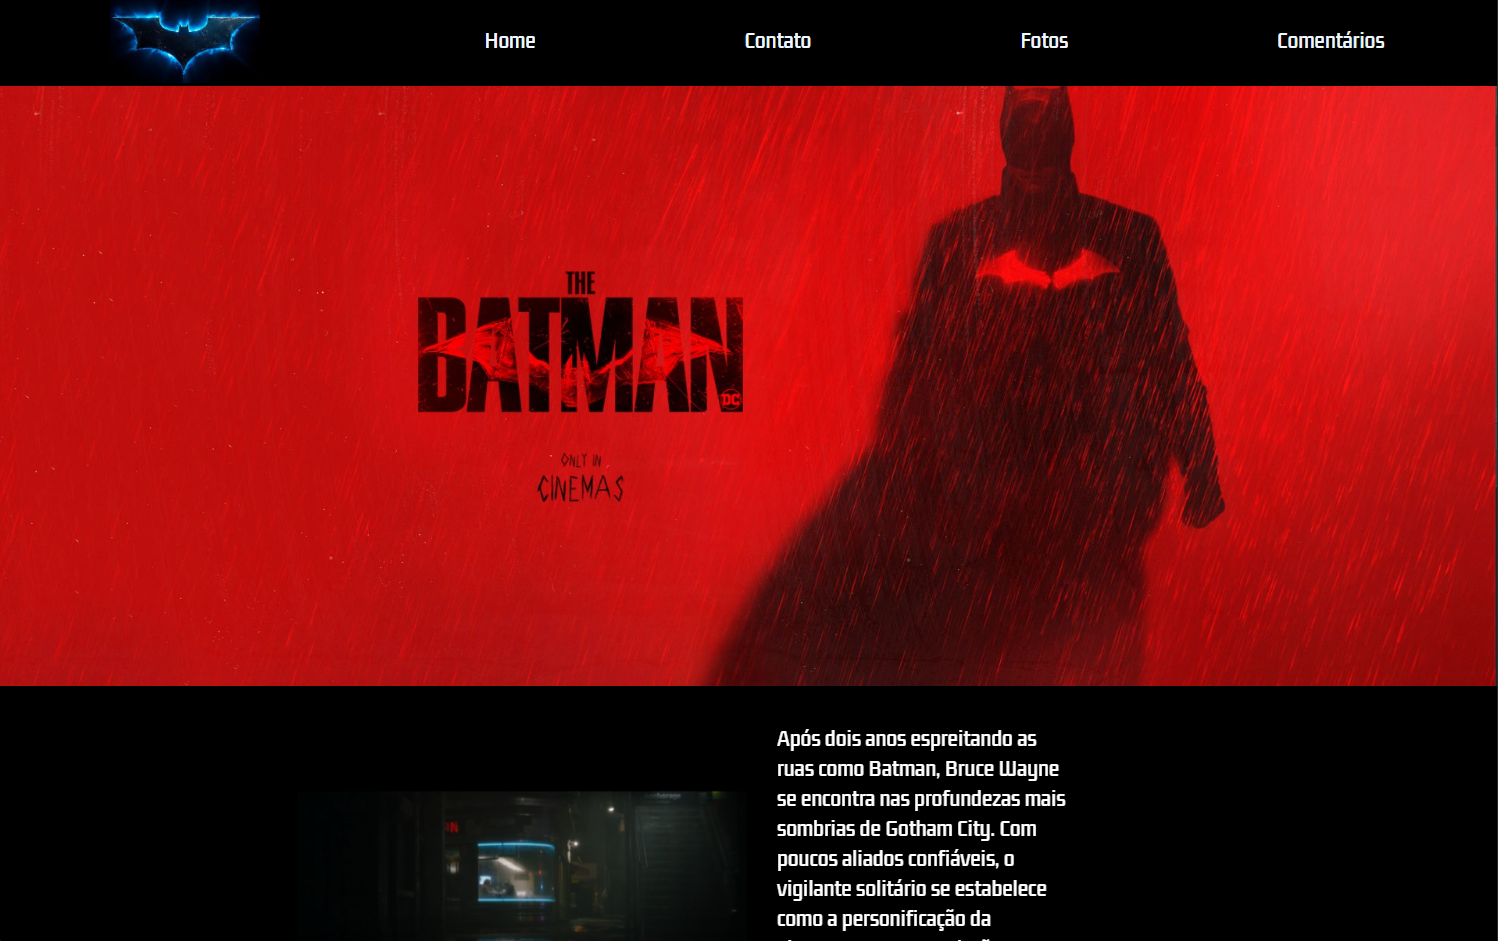 Home
Contato
Fotos
Comentários
THE
BATMAN
DC
ONLY IN
CINEMAS
Após dois anos espreitando as
ruas como Batman, Bruce Wayne
se encontra nas profundezas mais
sombrias de Gotham City. Com
poucos aliados confiáveis, o
vigilante solitário se estabelece
como a personificação da